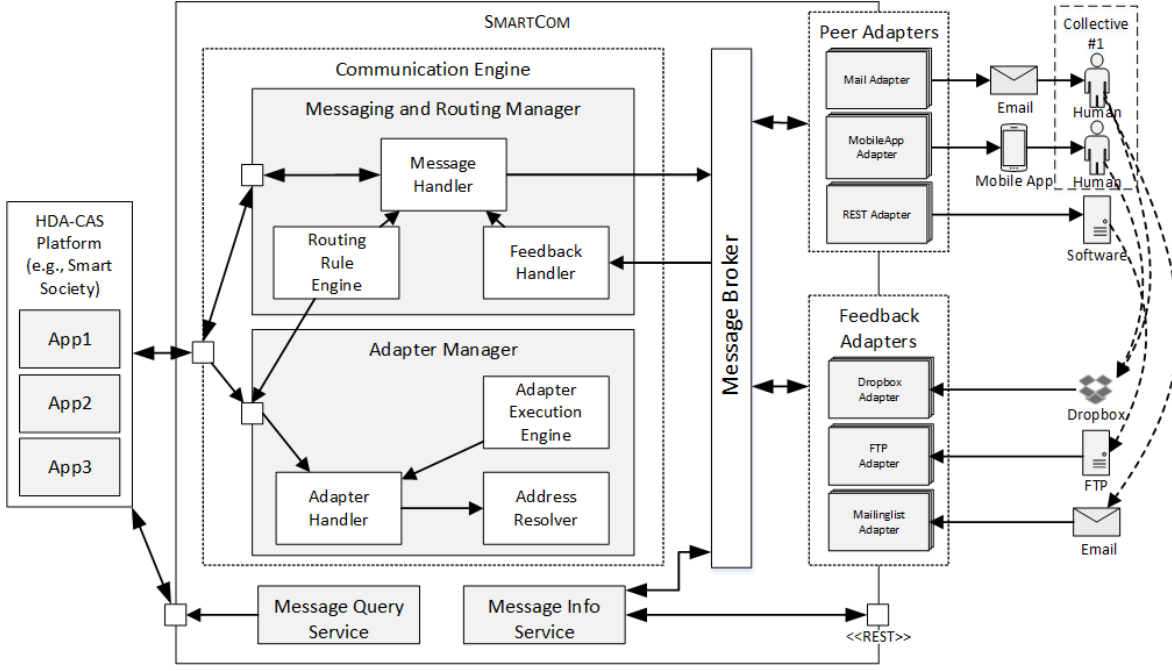 SMARTCOM
HDA-CAS
Platform
(e.g., Smart
Society)
App1
App2
App3
Communication Engine
Messaging and Routing Manager
Message
Handler
Routing
Rule
Engine
Feedback
Handler
Adapter Manager
Adapter
Execution
Engine
Adapter
Handler
Address
Resolver
Message Query
Service
Message Info
Service
Message Broker
Peer Adapters
Mail Adapter
MobileApp
Adapter
REST Adapter
Email
Mobile App
Collective
#1
Human
Human
Software
Feedback
Adapters
Dropbox
Adapter
FTP
Adapter
Mailinglist
Adapter
Dropbox
FTP
Email
<<REST>>